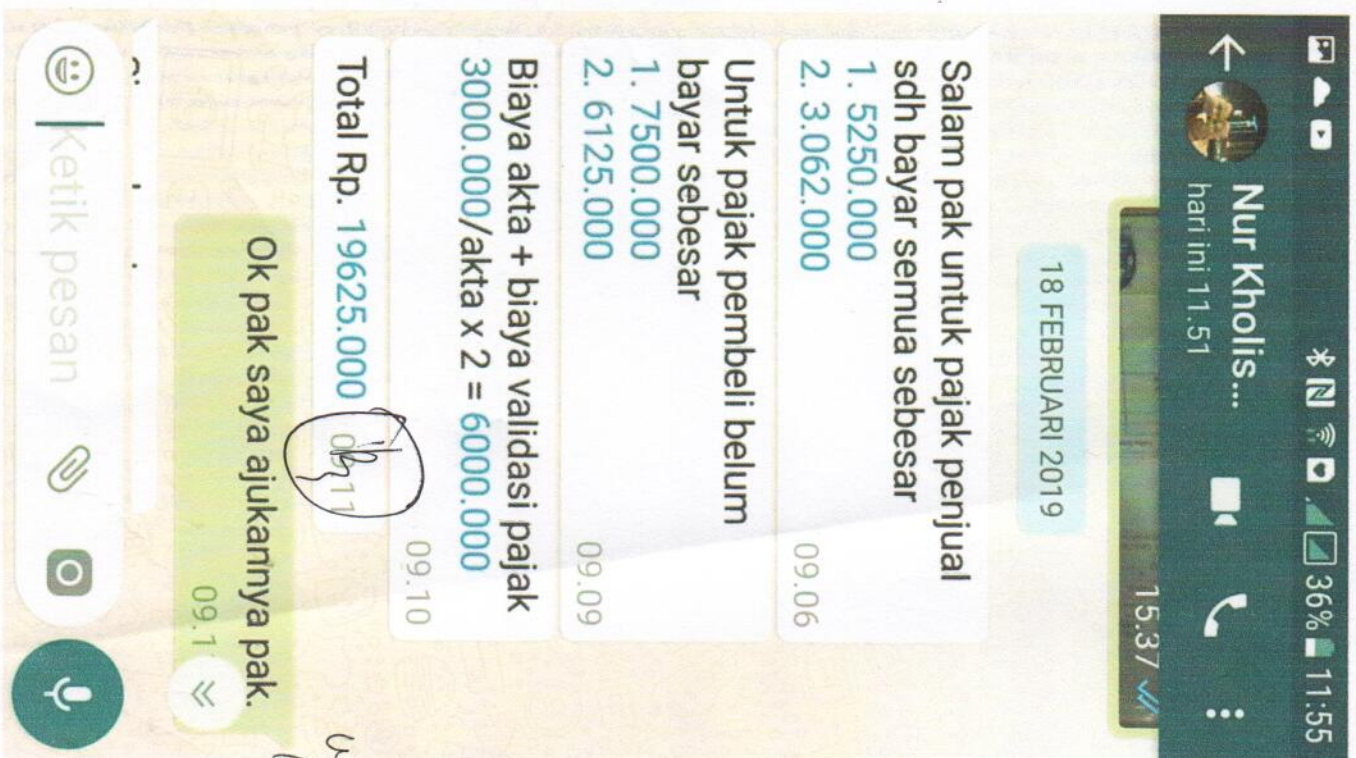 36% 11:55
Nur Kholis...
hari ini 11.51
15.37
18 FEBRUARI 2019
Salam pak untuk pajak penjual
sdh bayar semua sebesar
1. 5250.000
2. 3.062.000
09.06
Untuk pajak pembeli belum
bayar sebesar
1. 7500.000
2. 6125.000
09.09
Biaya akta + biaya validasi pajak
3000.000/akta x 2 = 6000.000
09.10
Total Rp. 19625.000
Ok pak saya ajukannya pak.
Ketik pesan